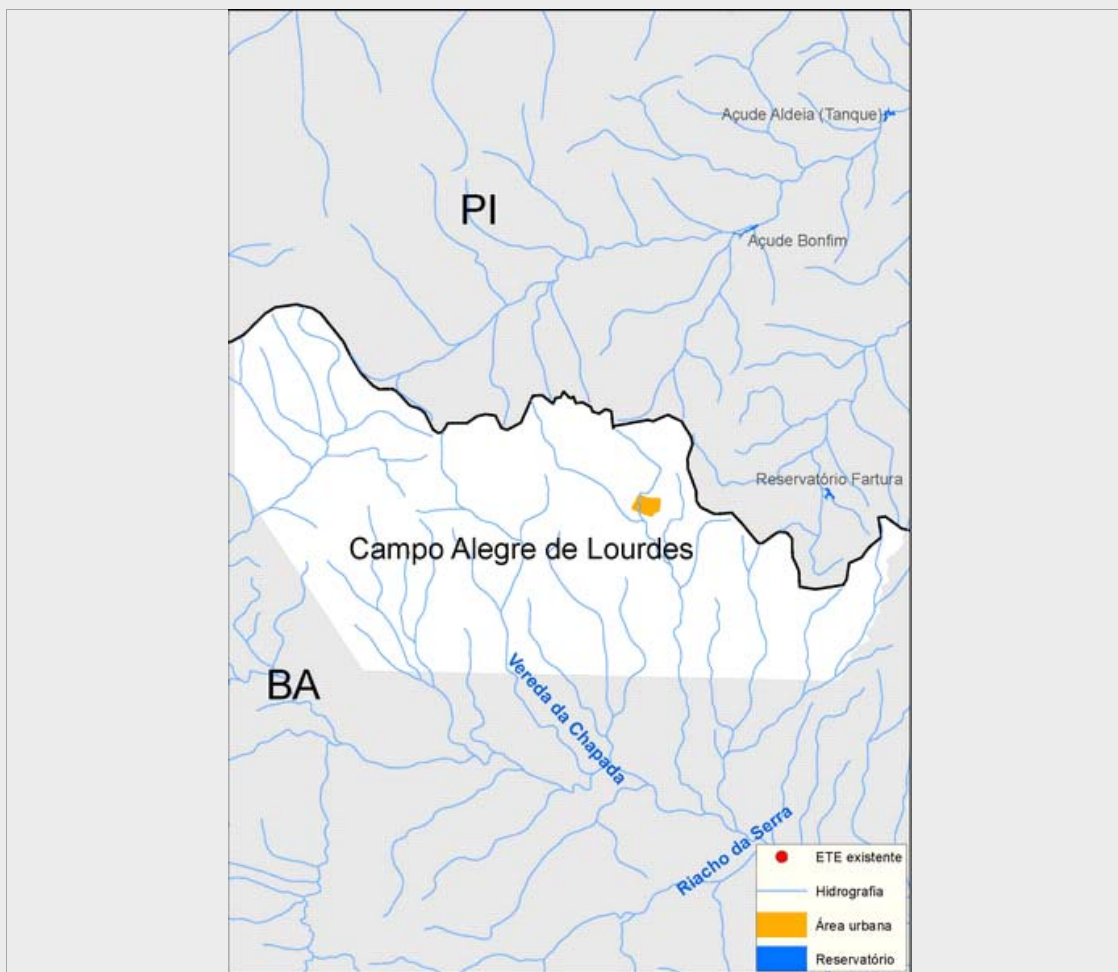 Açude Aldeia (Tanque)
PI
Açude Bonfim
Reservatório Fartura
Campo Alegre de Lourdes
BA
Vereda da Chapada
Riacho da Serra
ETE existente
Hidrografia
Área urbana
Reservatório